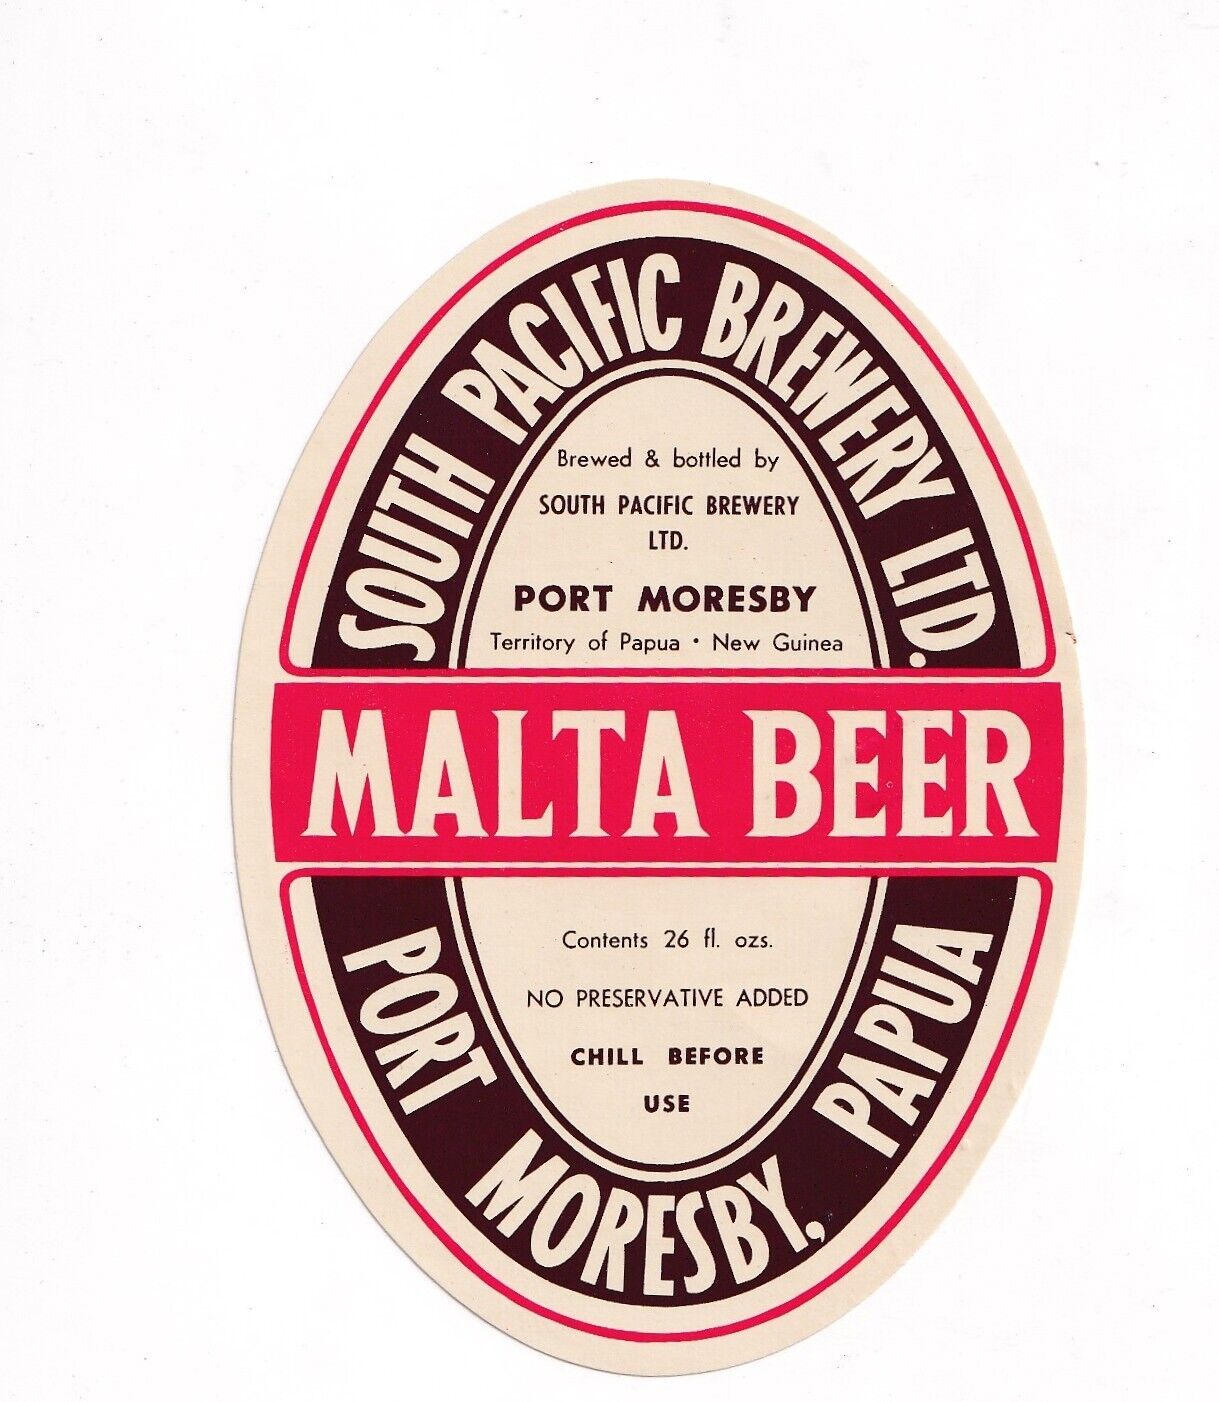 SOUTH PACIFIC BREWERY LTD.
Brewed & bottled by
SOUTH PACIFIC BREWERY
LTD.
PORT MORESBY
Territory of Papua • New Guinea
MALTA BEER
Contents 26 fl. ozs.
NO PRESERVATIVE ADDED
CHILL BEFORE
USE
PORT MORESBY, PAPUA